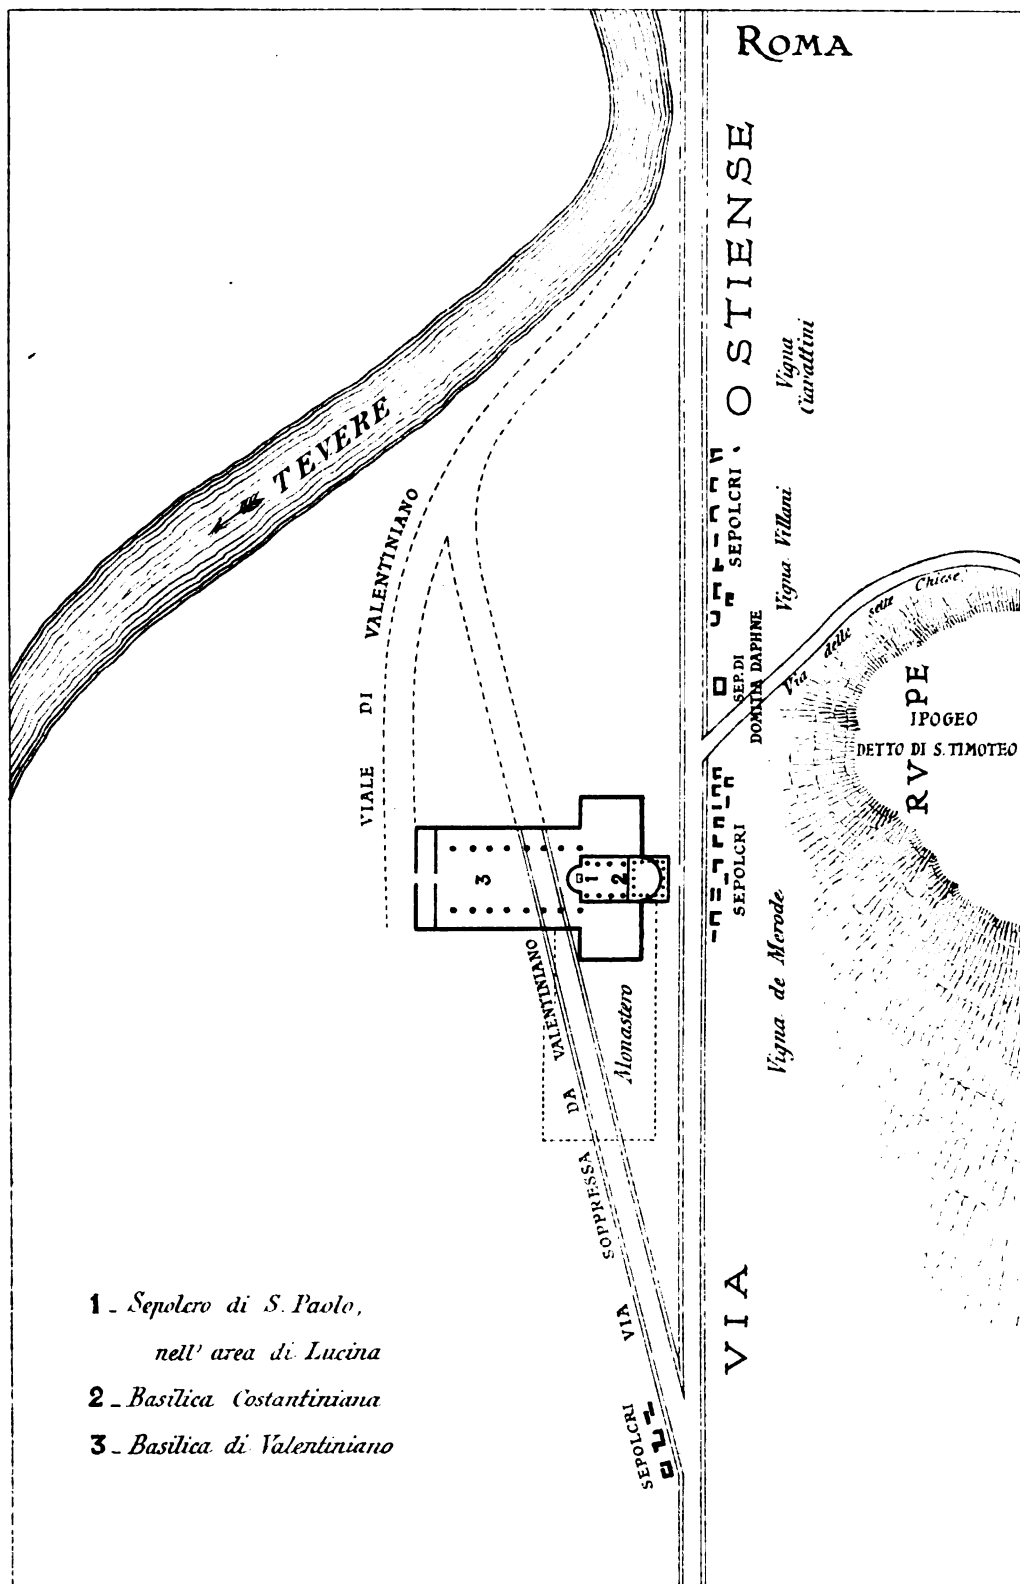 ROMA
VIA OSTIENSE
Vigna
Ciarattini
TEVERE
SEPOLCRI
Vigna Villani
VIALE DI VALENTINIANO
SEP. DI
DOMITIA DAPHNE
Via delle sette Chiese
RVPE
IPOGEO
DETTO DI S. TIMOTEO
SEPOLCRI
3
1
2
Vigna de Merode
Monastero
VIA SOPPRESSA DA VALENTINIANO
SEPOLCRI
1 - Sepolcro di S. Paolo,
nell' area di Lucina
2 - Basilica Costantiniana
3 - Basilica di Valentiniano